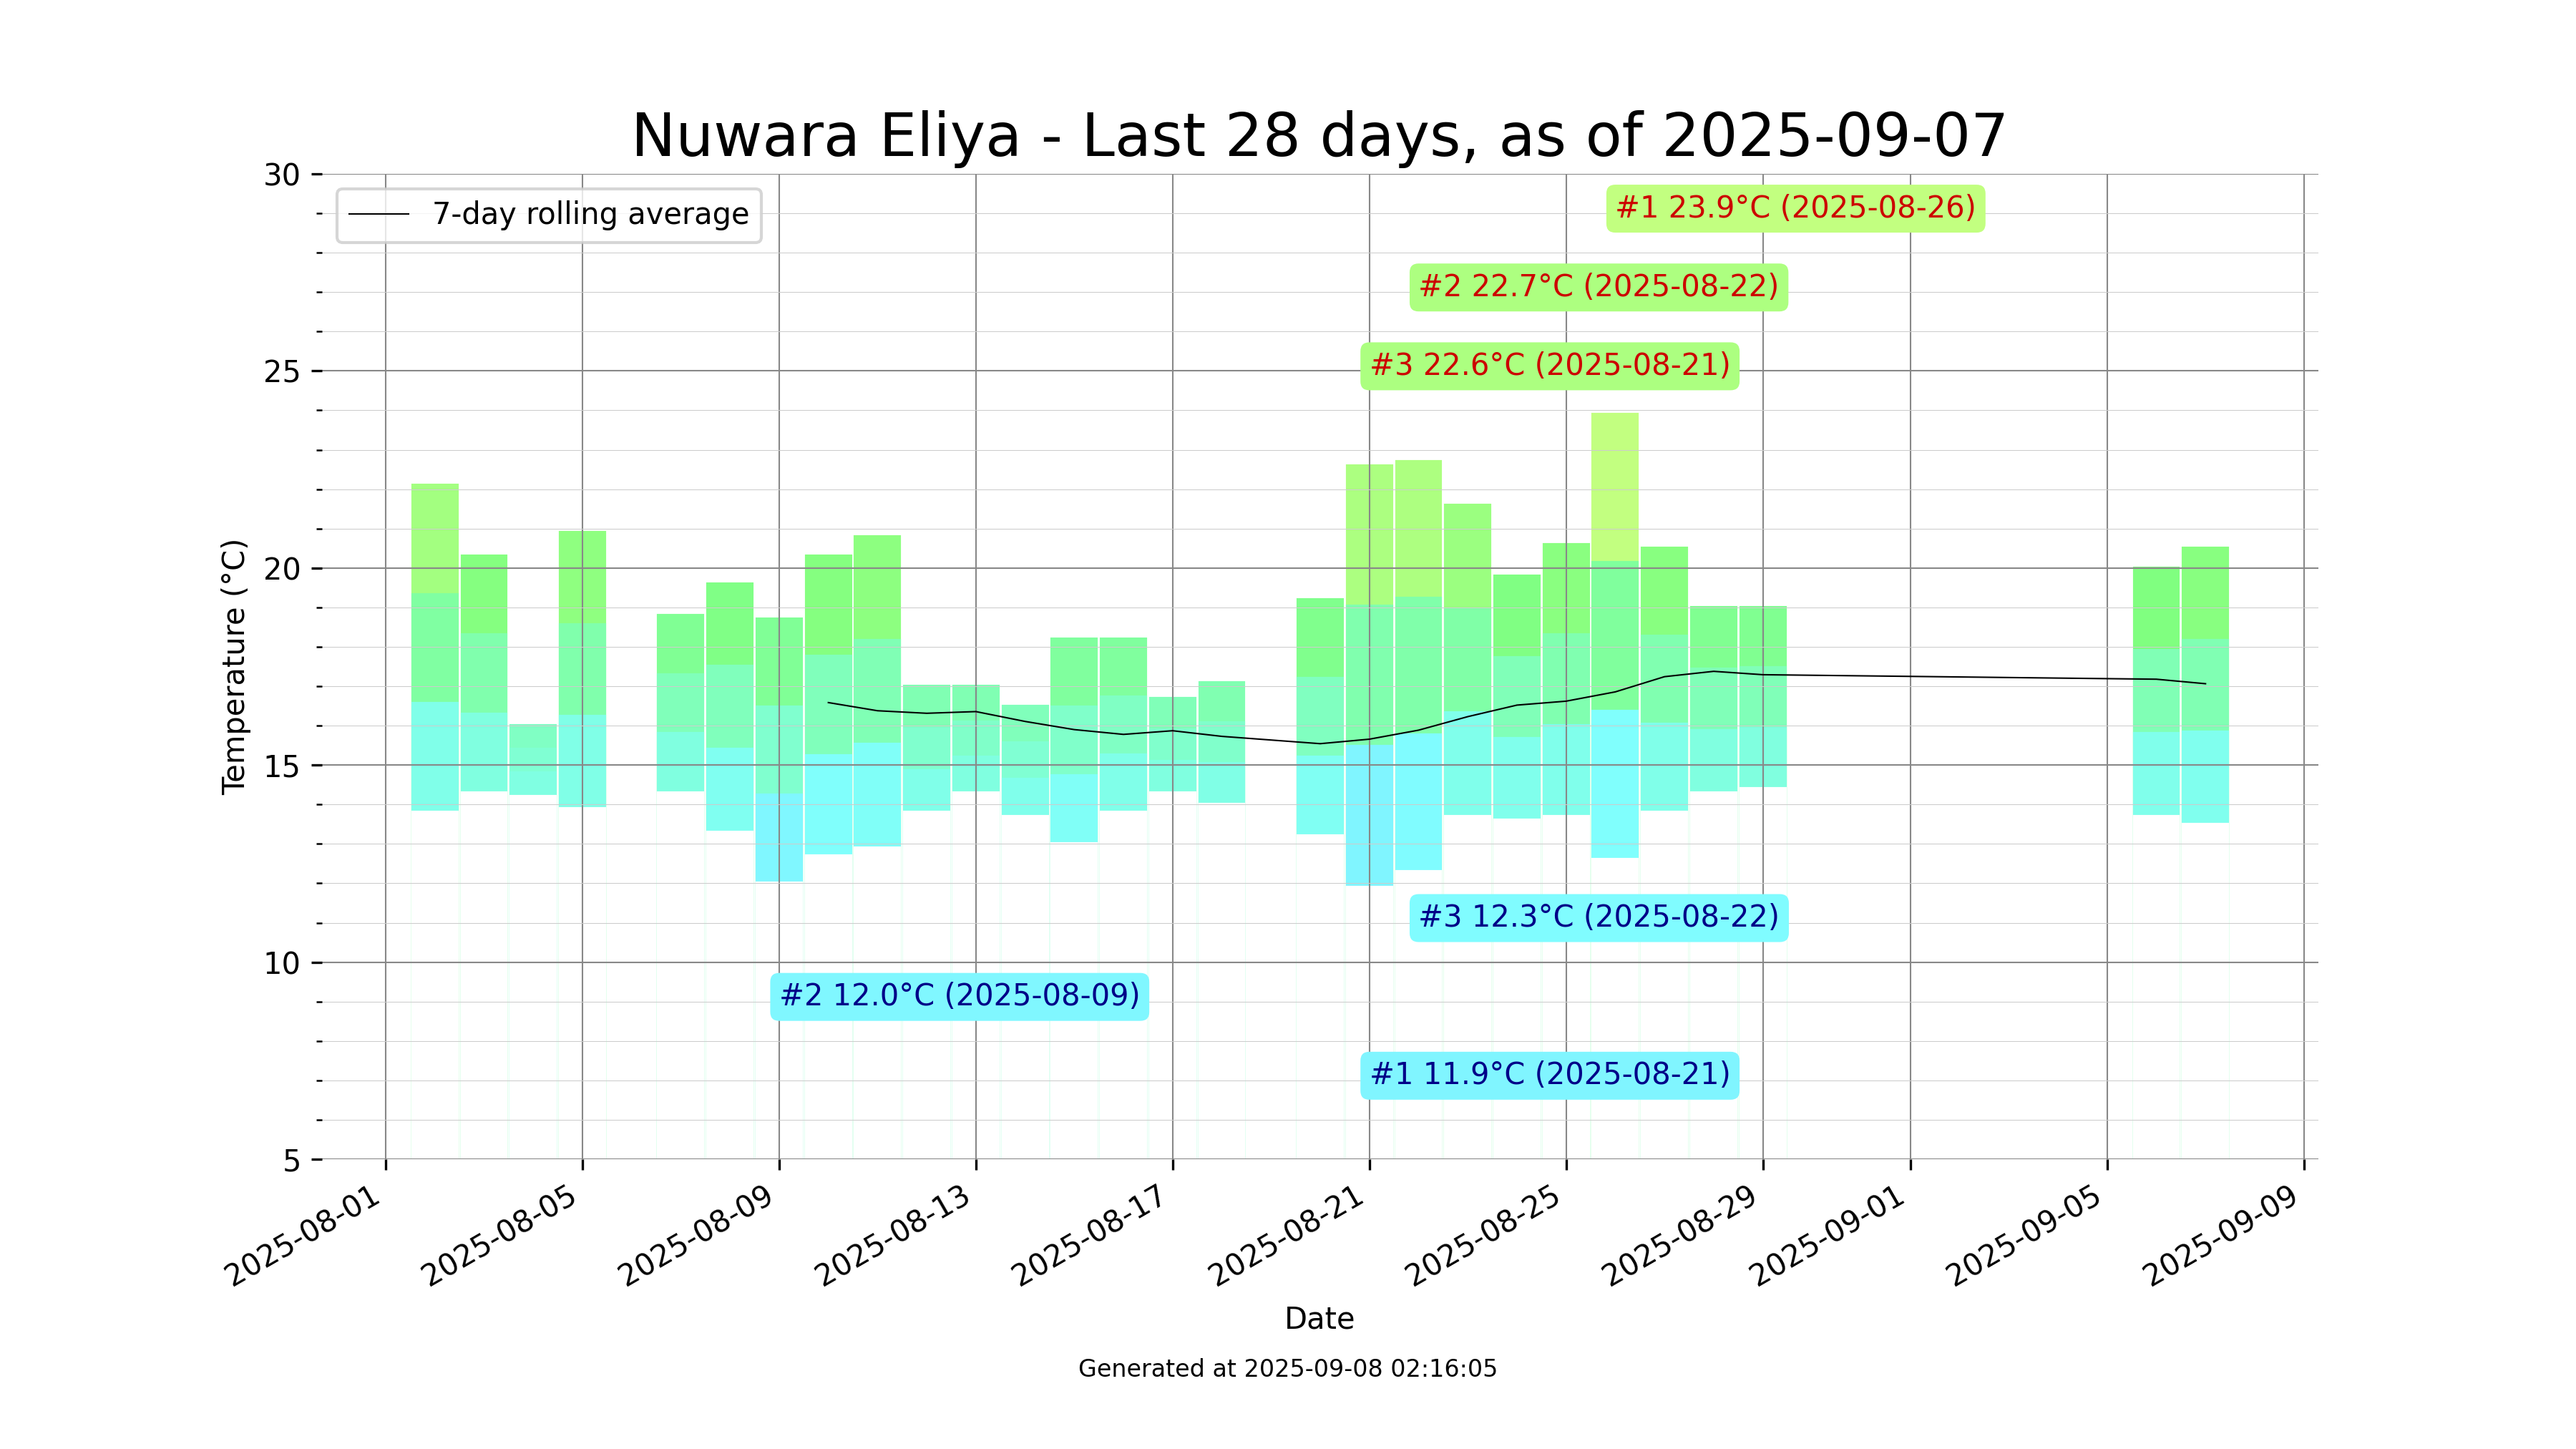 Nuwara Eliya - Last 28 days, as of 2025-09-07
7-day rolling average
#1 23.9°C (2025-08-26)
#2 22.7°C (2025-08-22)
#3 22.6°C (2025-08-21)
#3 12.3°C (2025-08-22)
#2 12.0°C (2025-08-09)
#1 11.9°C (2025-08-21)
Temperature (°C)
30
25
20
15
10
5
2025-08-01
2025-08-05
2025-08-09
2025-08-13
2025-08-17
2025-08-21
2025-08-25
2025-08-29
2025-09-01
2025-09-05
2025-09-09
Date
Generated at 2025-09-08 02:16:05